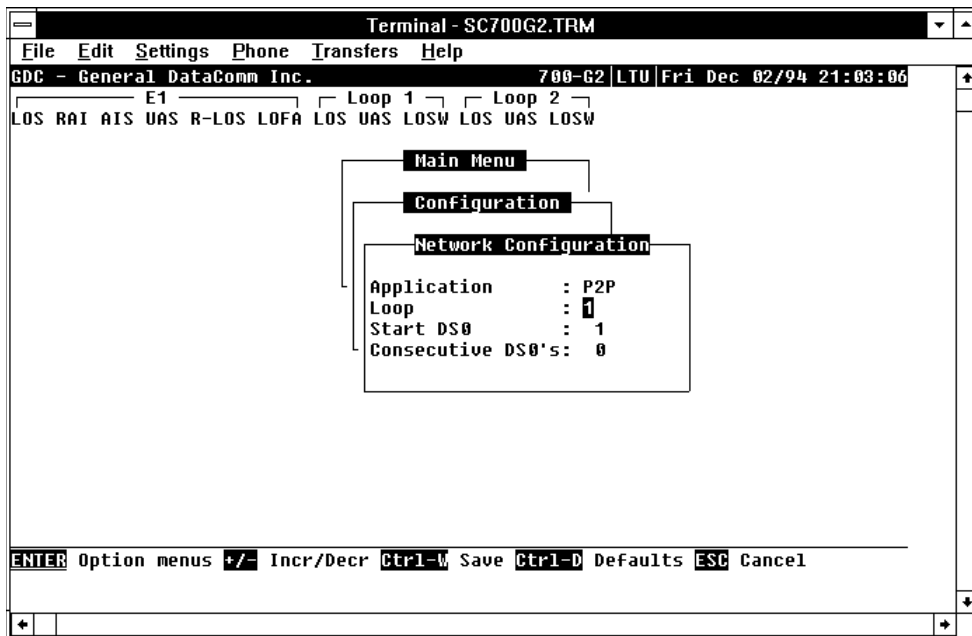 Terminal - SC700G2.TRM
File Edit Settings Phone Transfers Help
GDC - General DataComm Inc. 700-G2|LTU|Fri Dec 02/94 21:03:06
E1 Loop 1 Loop 2
LOS RAI AIS UAS R-LOS LOFA LOS UAS LOSW LOS UAS LOSW
Main Menu
Configuration
Network Configuration
Application : P2P
Loop : 1
Start DS0 : 1
Consecutive DS0's: 0
ENTER Option menus +/- Incr/Decr Ctrl-W Save Ctrl-D Defaults ESC Cancel